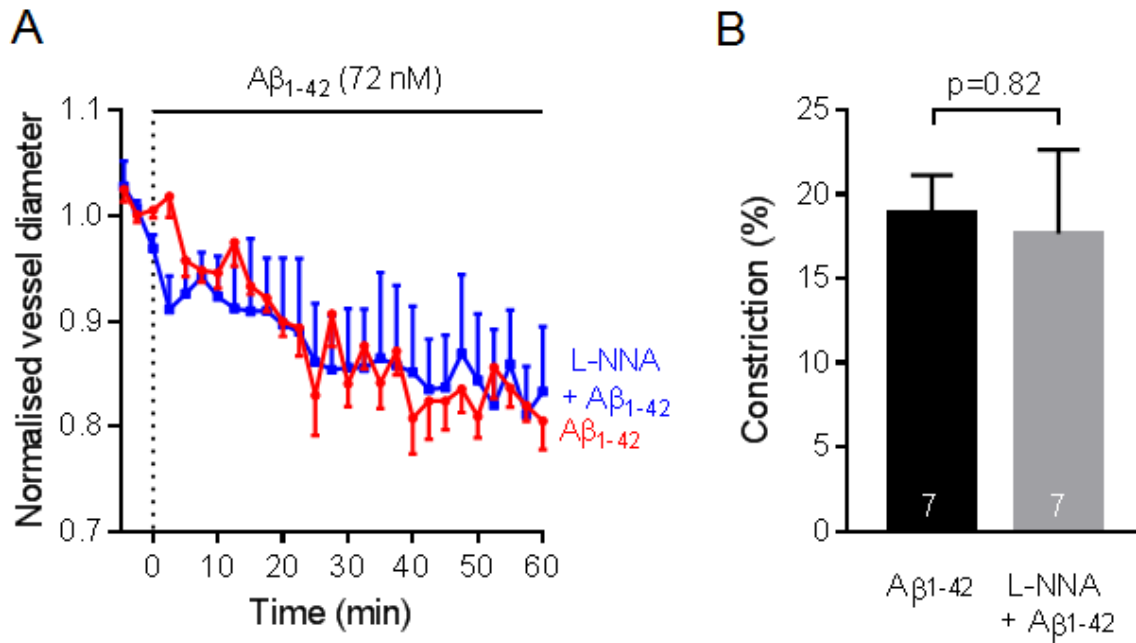 A
Aβ1-42 (72 nM)
Normalised vessel diameter
1.1
1.0
0.9
0.8
0.7
0
10
20
30
40
50
60
Time (min)
L-NNA
+ Aβ1-42
Aβ1-42
B
p=0.82
Constriction (%)
25
20
15
10
5
0
7
7
Aβ1-42
L-NNA
+ Aβ1-42